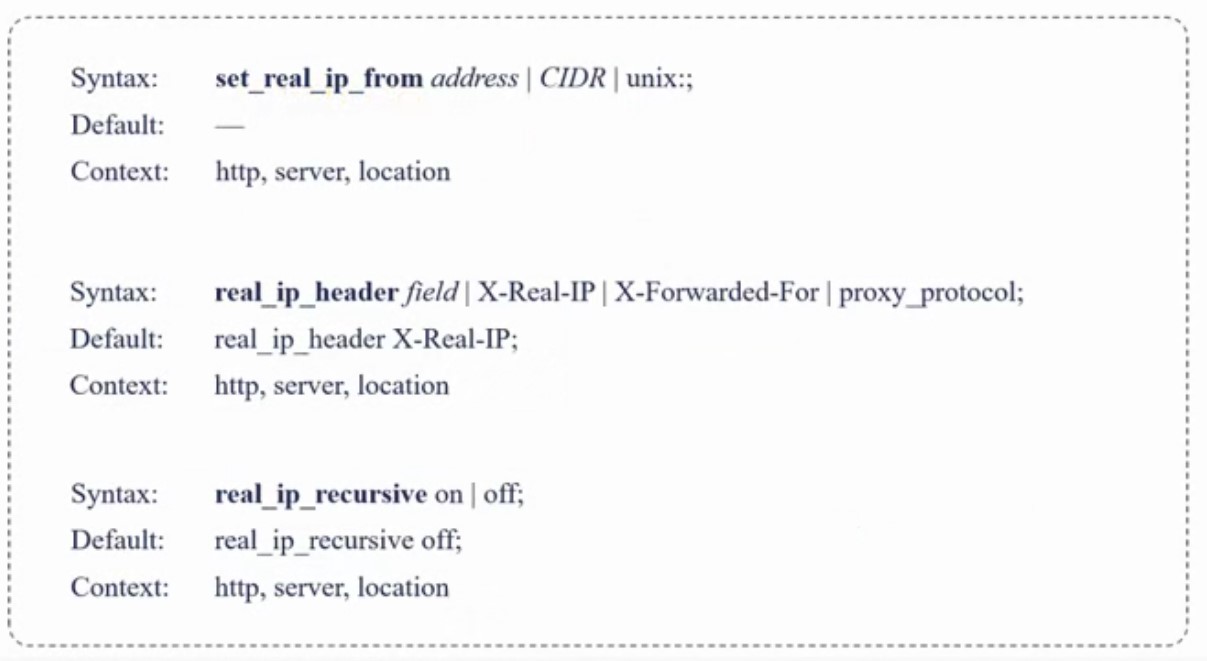 Syntax: set_real_ip_from address | CIDR | unix:;
Default: —
Context: http, server, location
Syntax: real_ip_header field | X-Real-IP | X-Forwarded-For | proxy_protocol;
Default: real_ip_header X-Real-IP;
Context: http, server, location
Syntax: real_ip_recursive on | off;
Default: real_ip_recursive off;
Context: http, server, location